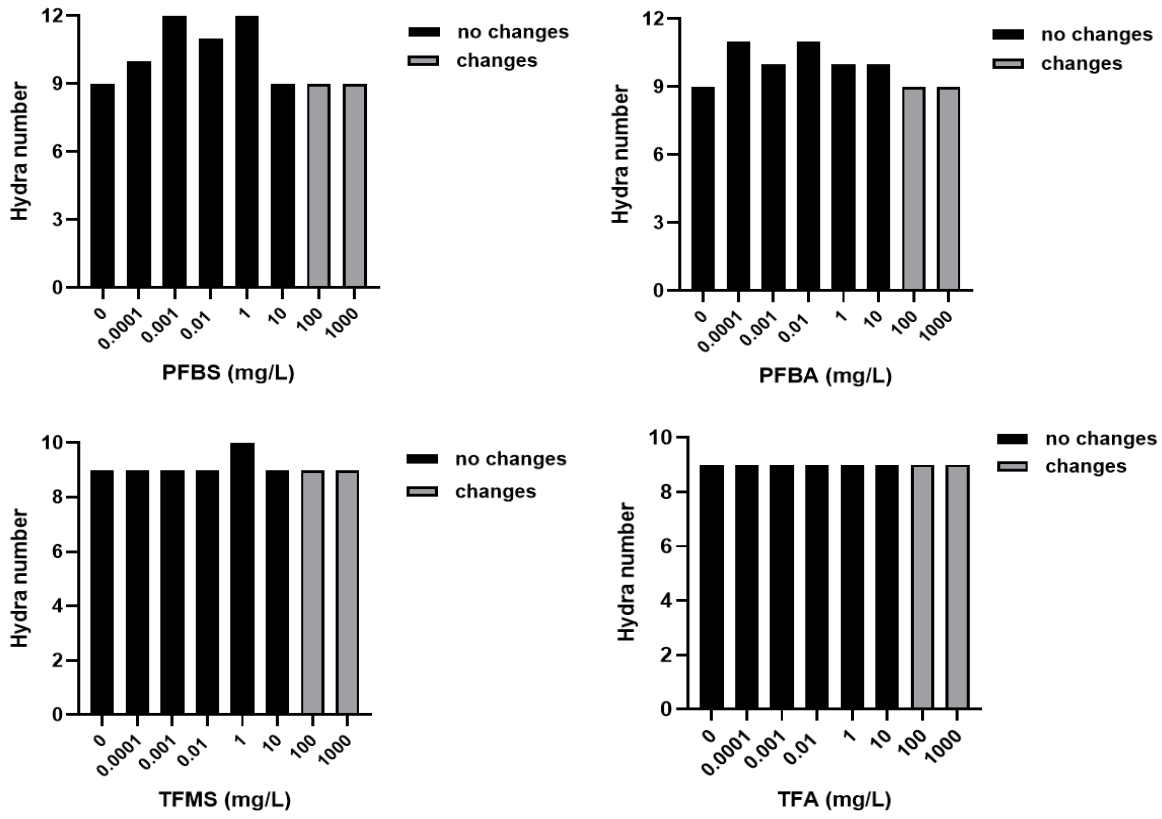 12
9
6
3
0
Hydra number
0 0.0001 0.001 0.01 1 10 100 1000
PFBS (mg/L)
no changes
changes
12
9
6
3
0
Hydra number
0 0.0001 0.001 0.01 1 10 100 1000
PFBA (mg/L)
no changes
changes
10
8
6
4
2
0
Hydra number
0 0.0001 0.001 0.01 1 10 100 1000
TFMS (mg/L)
no changes
changes
10
8
6
4
2
0
Hydra number
0 0.0001 0.001 0.01 1 10 100 1000
TFA (mg/L)
no changes
changes